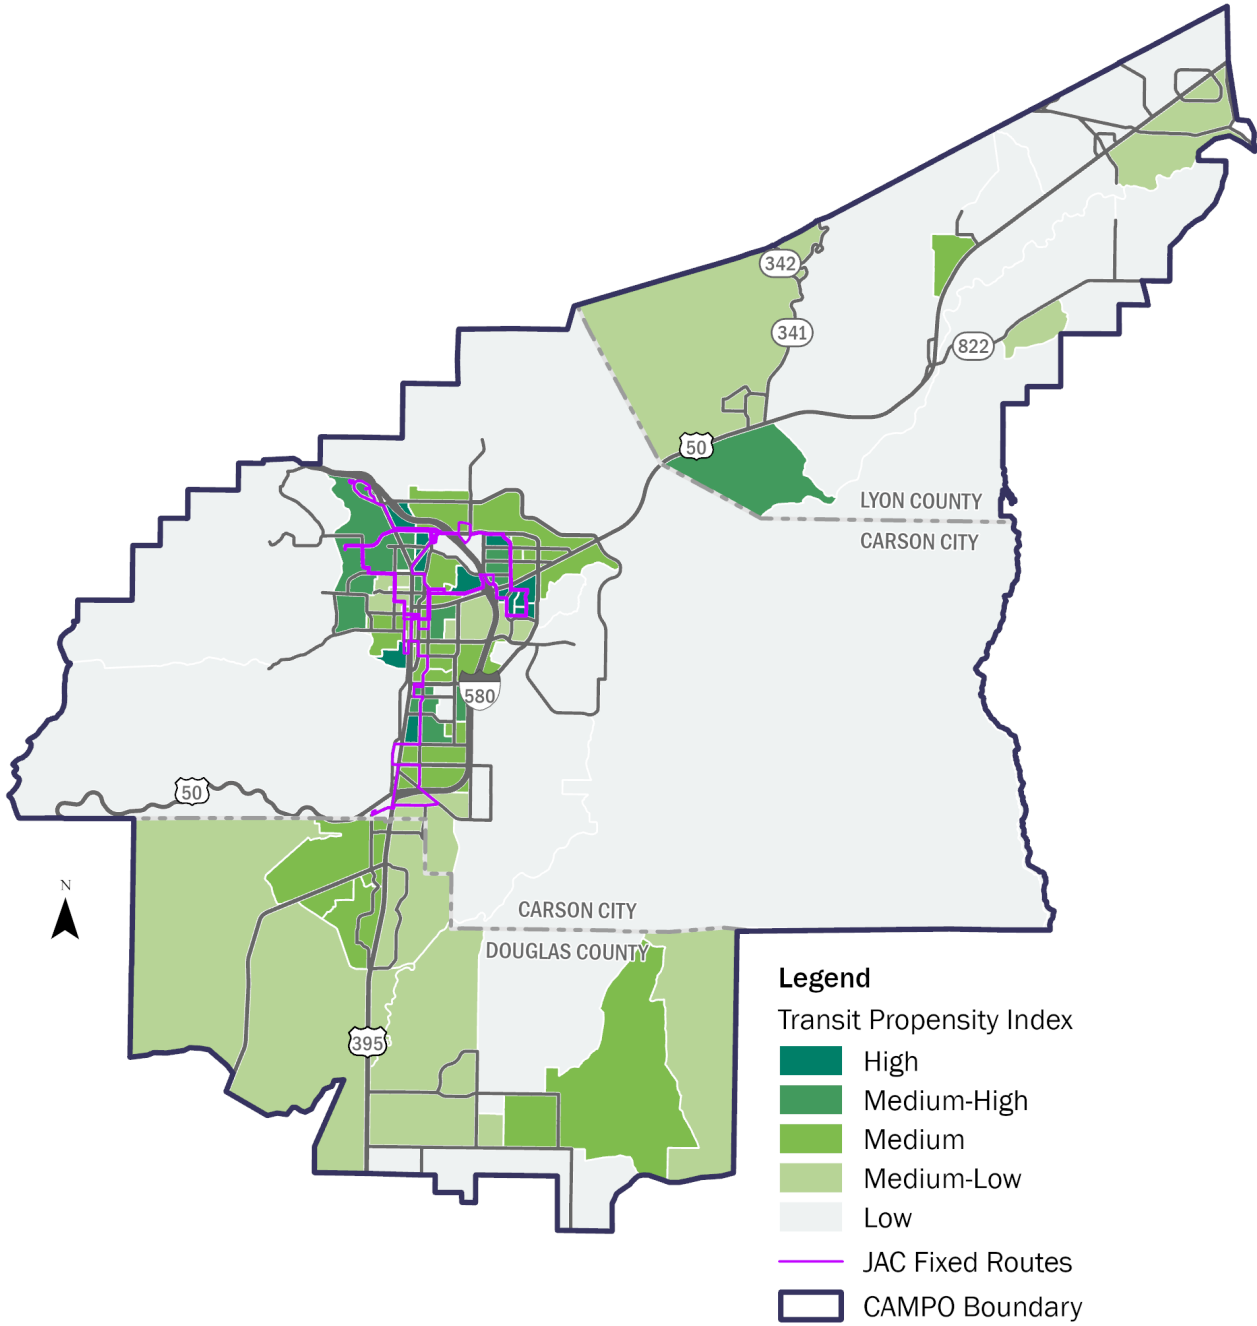 342
341
822
50
LYON COUNTY
CARSON CITY
580
50
N
CARSON CITY
DOUGLAS COUNTY
395
Legend
Transit Propensity Index
High
Medium-High
Medium
Medium-Low
Low
JAC Fixed Routes
CAMPO Boundary